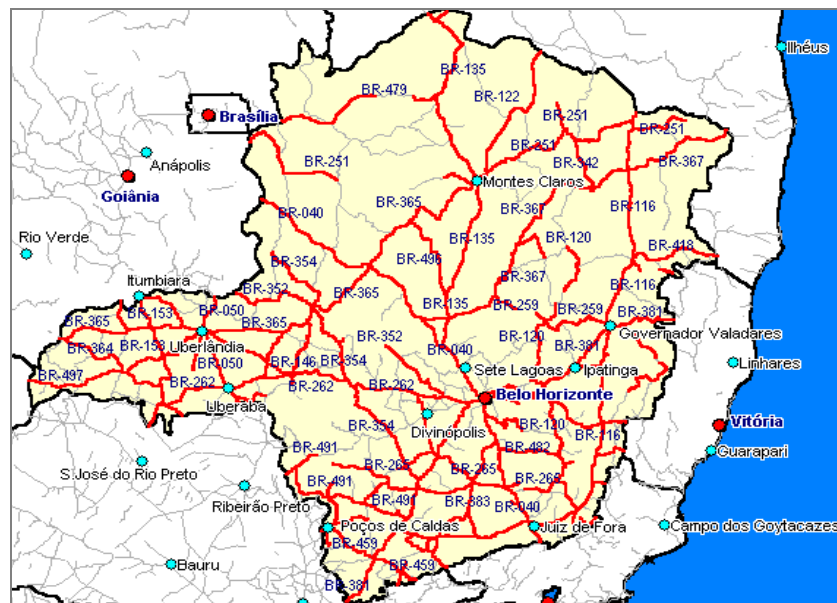 Ilhéus
BR-135
BR-479
BR-122
BR-251
Brasília
BR-251
BR-251
BR-342
Anápolis
BR-251
BR-367
Montes Claros
Goiânia
BR-365
BR-367
BR-116
BR-040
Rio Verde
BR-135
BR-120
BR-418
BR-354
BR-496
BR-367
Itumbiara
BR-352
BR-116
BR-365
BR-153
BR-050
BR-135
BR-259
BR-259
BR-381
BR-365
BR-365
Uberlândia
BR-352
BR-120
Governador Valadares
BR-364
BR-153
BR-050
BR-146
BR-354
BR-040
BR-381
Linhares
BR-497
BR-262
BR-262
BR-262
Sete Lagoas
Ipatinga
Uberaba
Belo Horizonte
Divinópolis
BR-354
BR-120
BR-116
Vitória
BR-491
BR-482
Guarapari
S.José do Rio Preto
BR-265
BR-265
BR-491
BR-265
Ribeirão Preto
BR-491
BR-383
BR-040
Poços de Caldas
Juiz de Fora
Campo dos Goytacazes
BR-459
Bauru
BR-459
BR-381